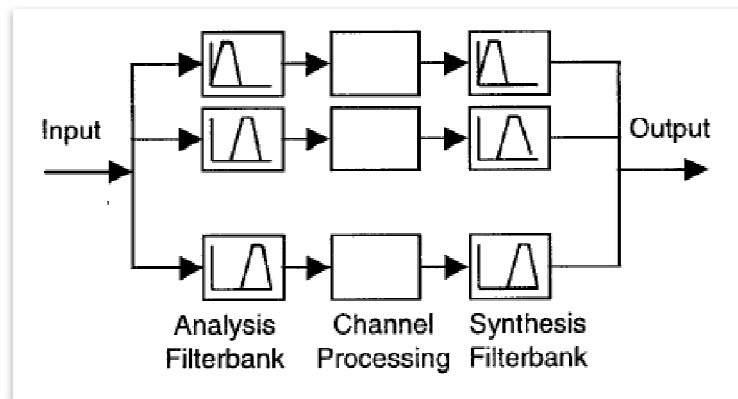 Input
Output
Analysis
Filterbank
Channel
Processing
Synthesis
Filterbank